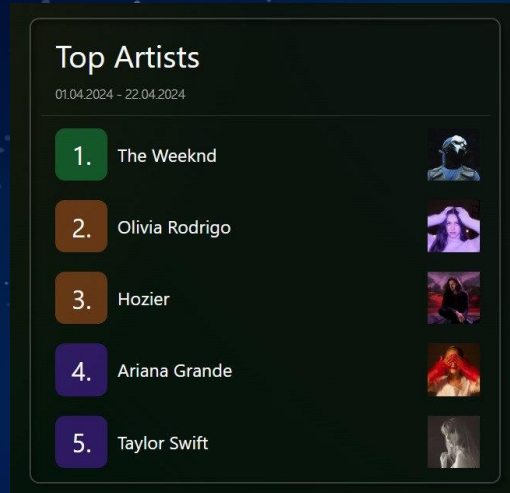 Top Artists
01.04.2024 - 22.04.2024
1. The Weeknd
2. Olivia Rodrigo
3. Hozier
4. Ariana Grande
5. Taylor Swift